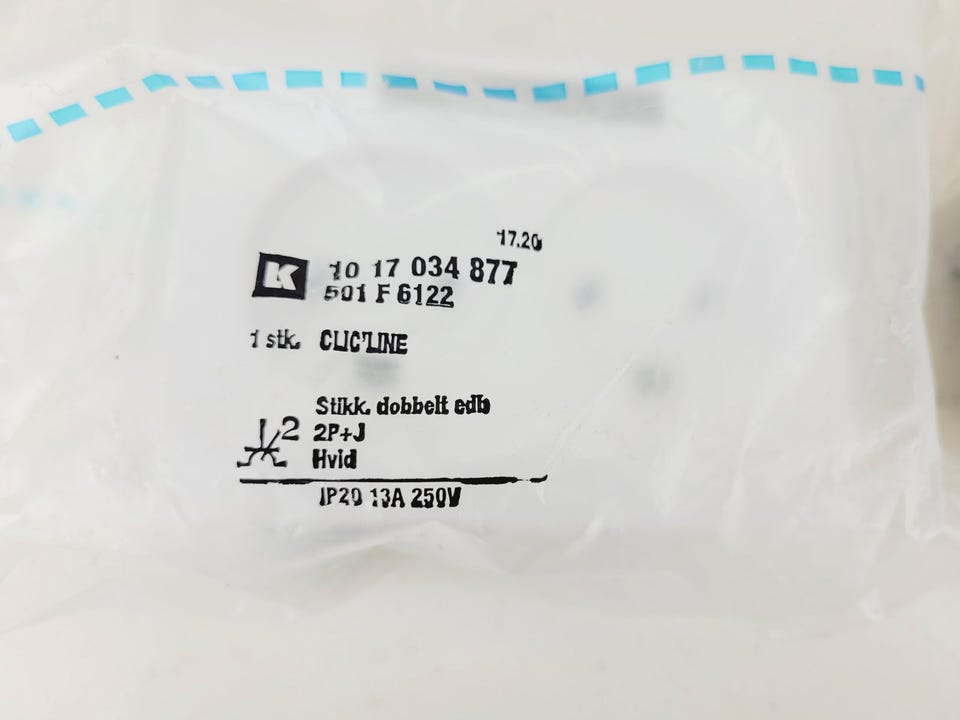 17.20
K 10 17 034 877
501 F 6122
1 stk. CLIC'LINE
Stikk. dobbelt edb
2 2P+J
Hvid
IP20 13A 250V